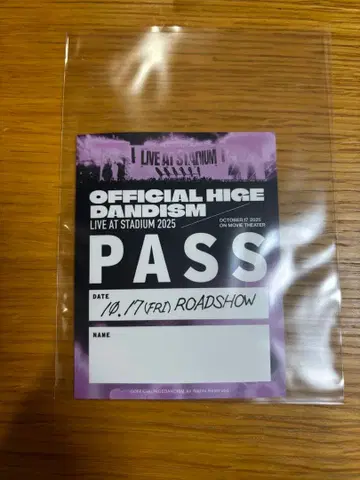 LIVE AT STADIUM
OFFICIAL HIGE
DANDISM
LIVE AT STADIUM 2025
OCTOBER 17 2025
ON MOVIE THEATER
PASS
DATE
10.17(FRI) ROADSHOW
NAME